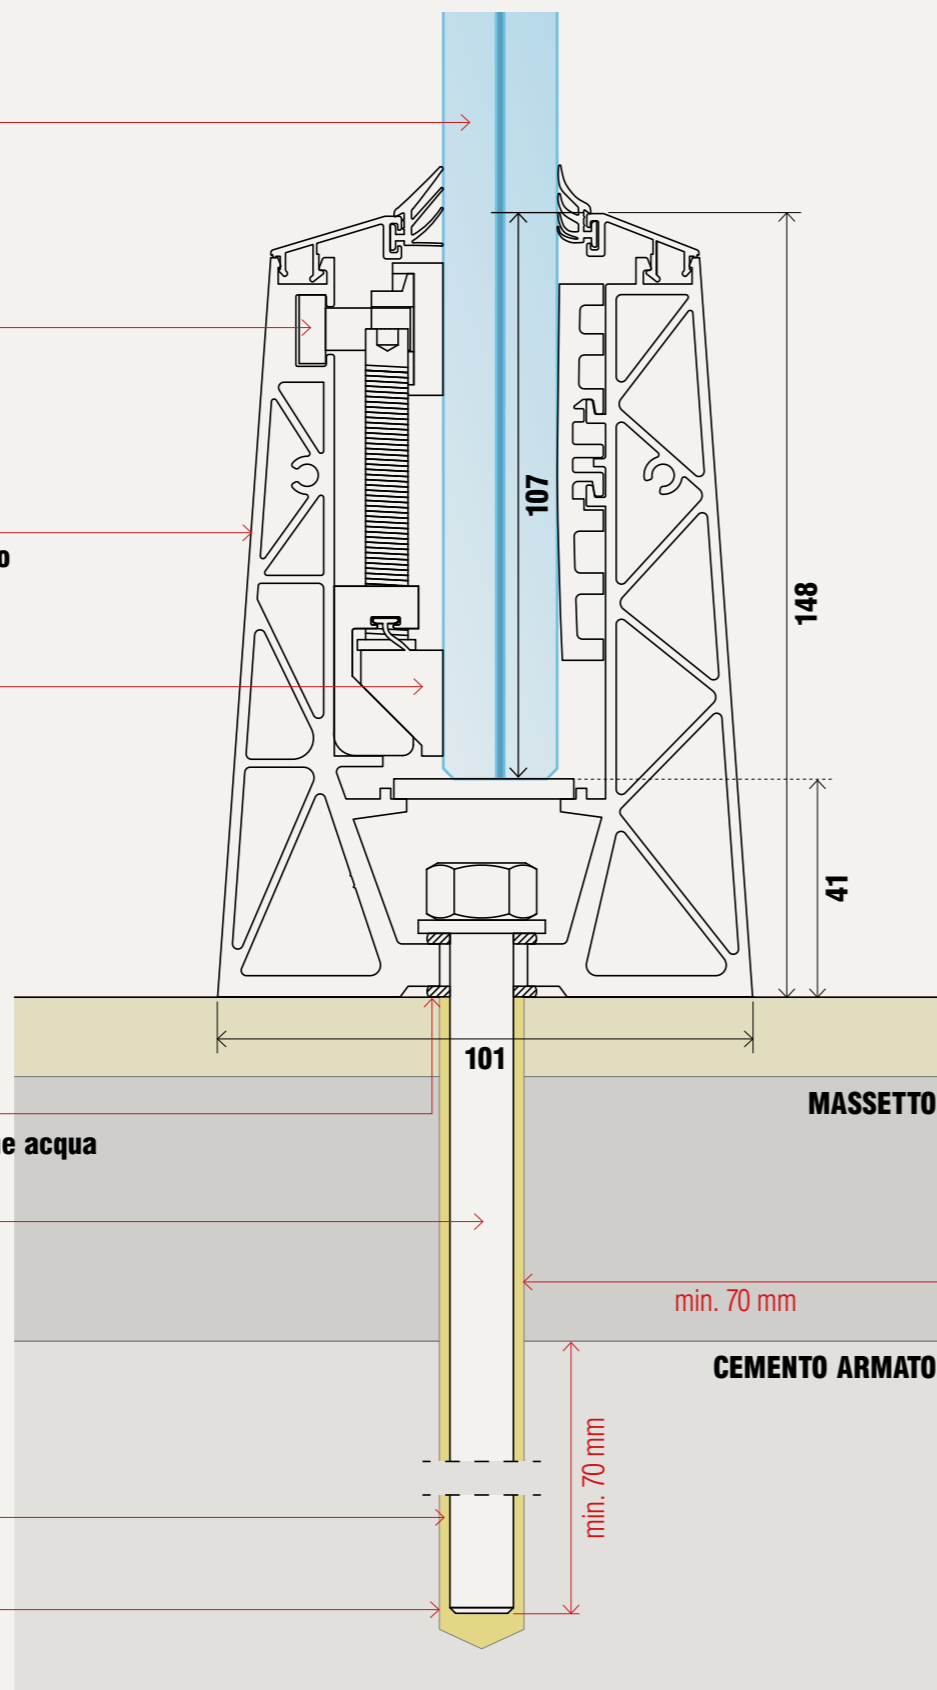 107
o
148
41
101
MASSETTO
e acqua
min. 70 mm
CEMENTO ARMATO
min. 70 mm